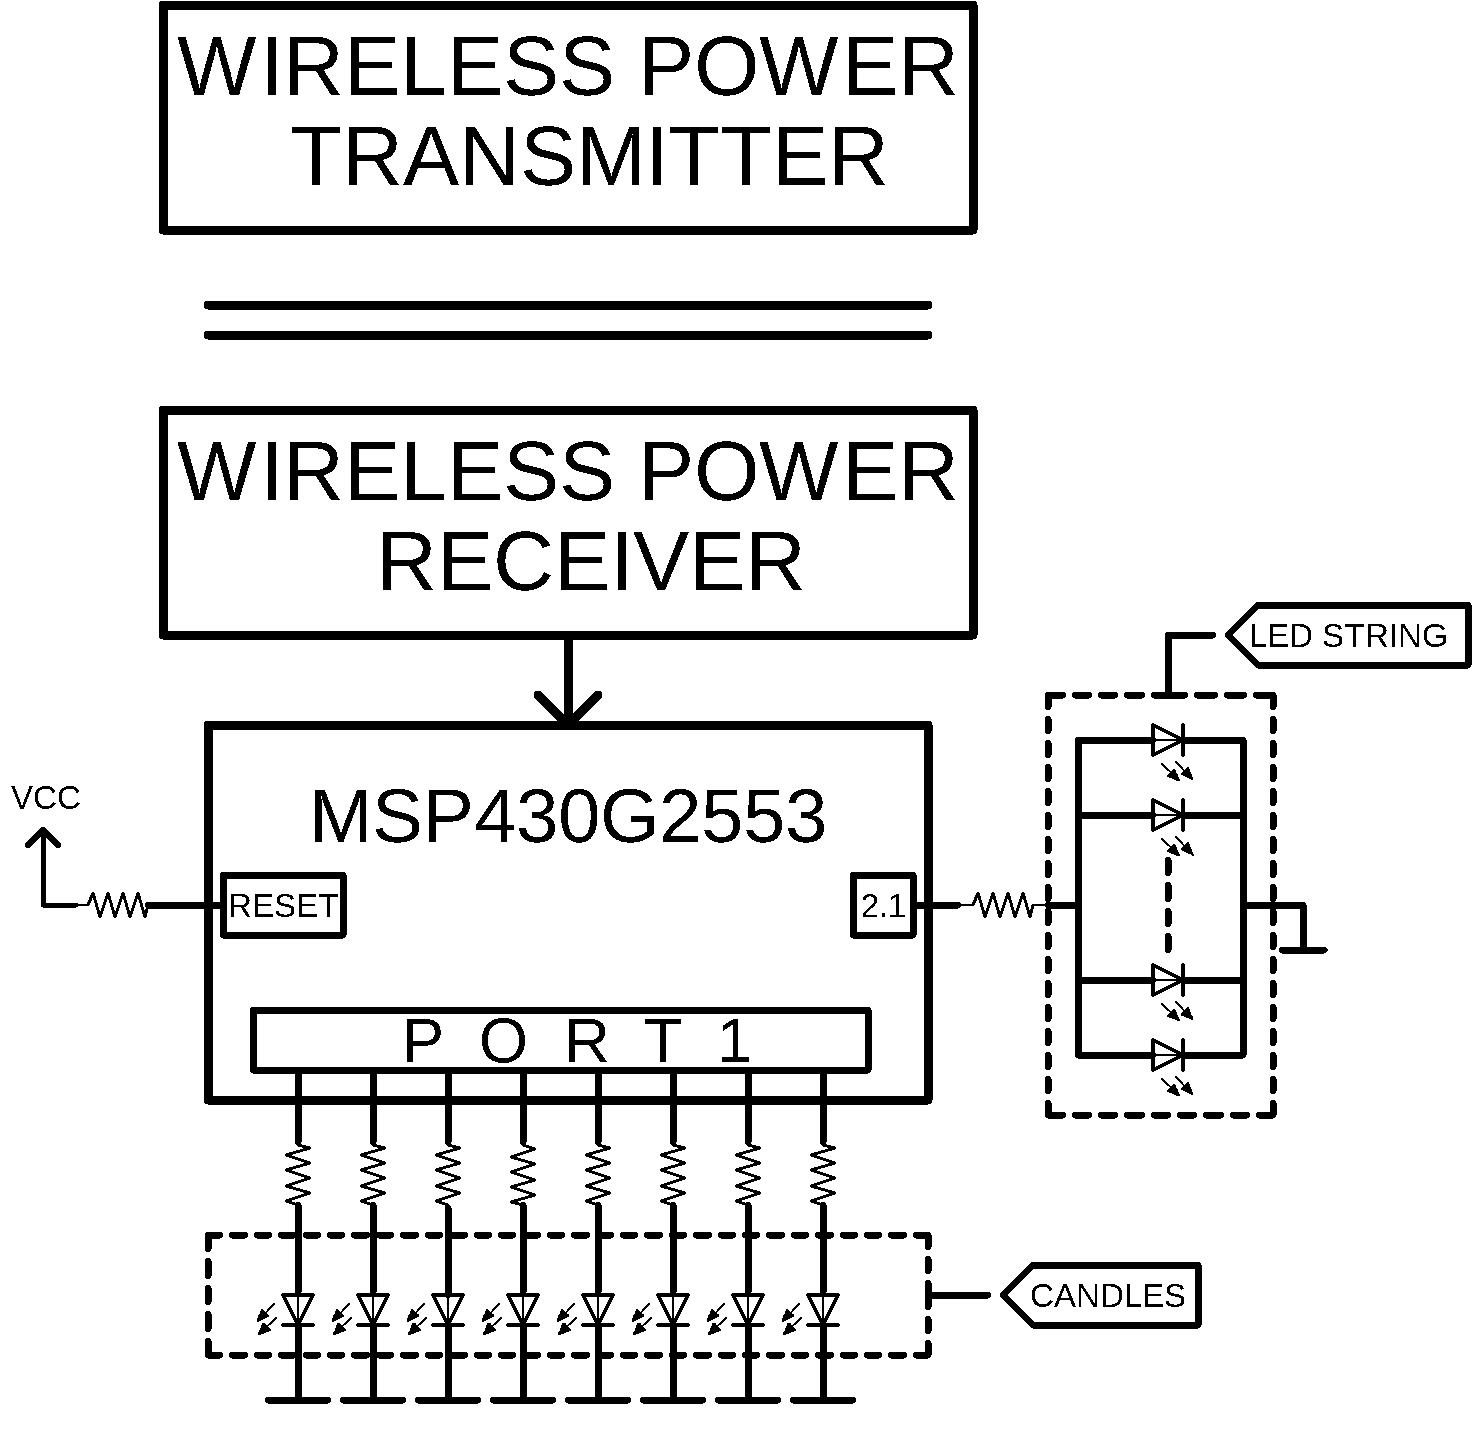 WIRELESS POWER
TRANSMITTER
WIRELESS POWER
RECEIVER
LED STRING
VCC
MSP430G2553
RESET
2.1
P O R T 1
CANDLES